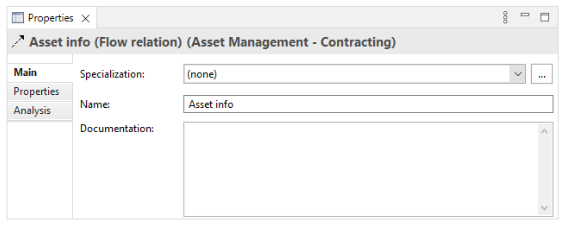 Properties
Asset info (Flow relation) (Asset Management - Contracting)
Main
Specialization:
(none)
...
Properties
Name:
Asset info
Analysis
Documentation: